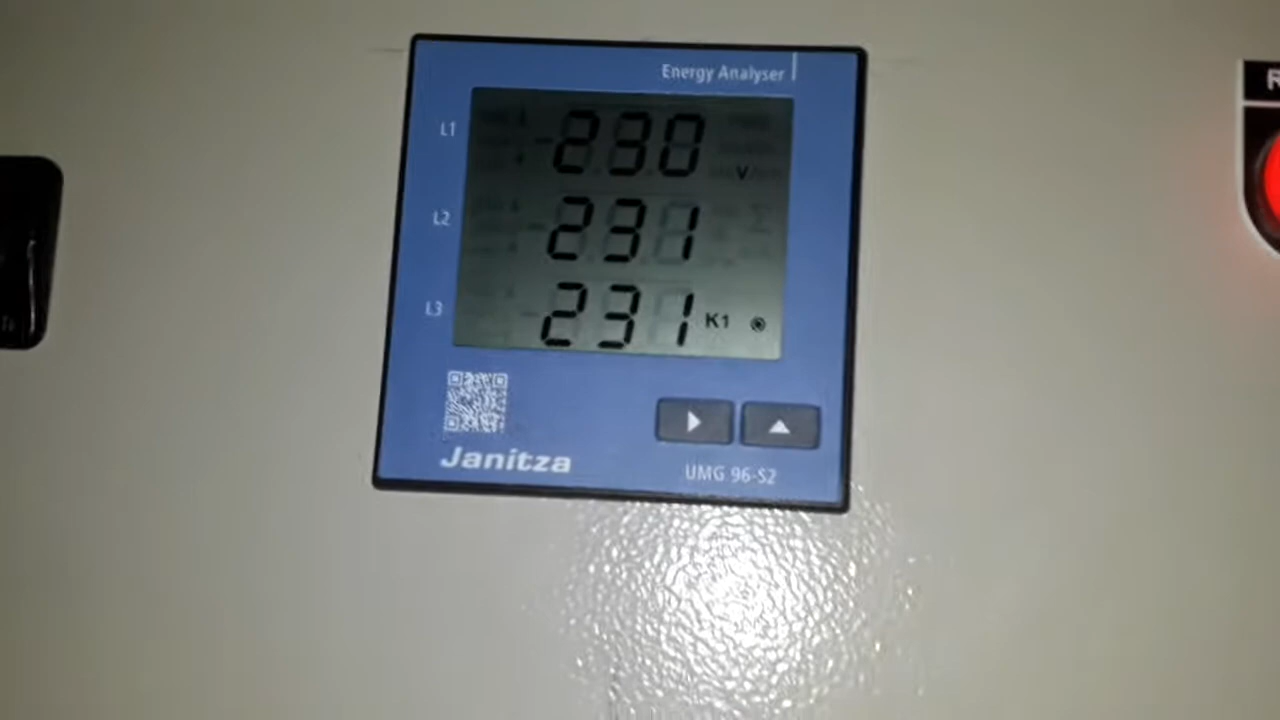 Energy Analyser
L1 230 V
L2 231
L3 231 K1
Janitza
UMG 96-S2
R